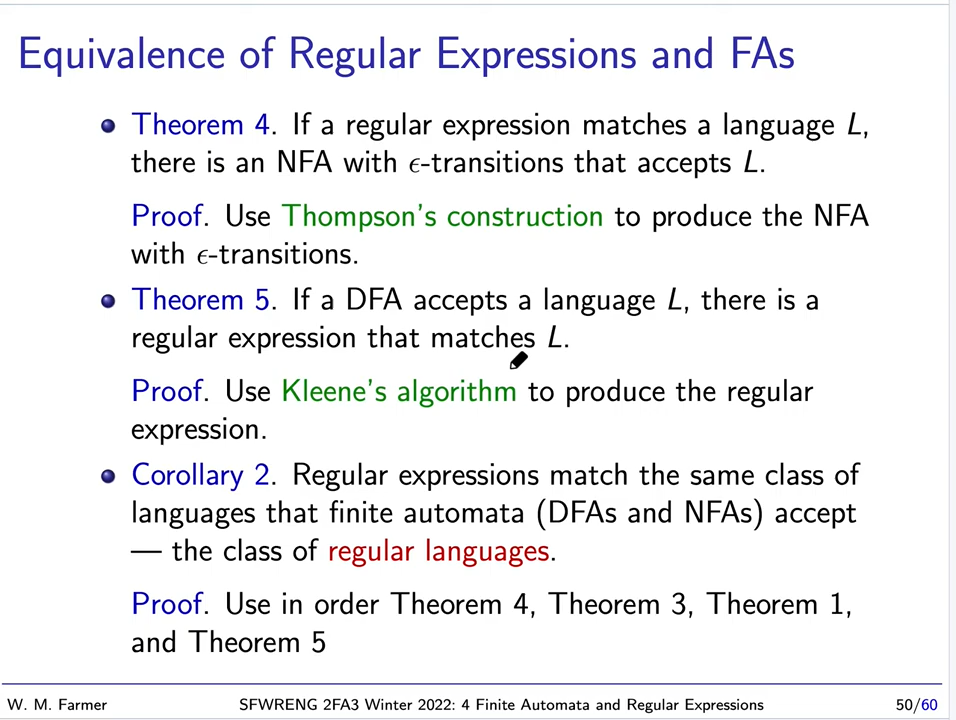 Equivalence of Regular Expressions and FAs
Theorem 4. If a regular expression matches a language L,
there is an NFA with ϵ-transitions that accepts L.
Proof. Use Thompson's construction to produce the NFA
with ϵ-transitions.
Theorem 5. If a DFA accepts a language L, there is a
regular expression that matches L.
Proof. Use Kleene's algorithm to produce the regular
expression.
Corollary 2. Regular expressions match the same class of
languages that finite automata (DFAs and NFAs) accept
— the class of regular languages.
Proof. Use in order Theorem 4, Theorem 3, Theorem 1,
and Theorem 5
W. M. Farmer SFWRENG 2FA3 Winter 2022: 4 Finite Automata and Regular Expressions 50/60